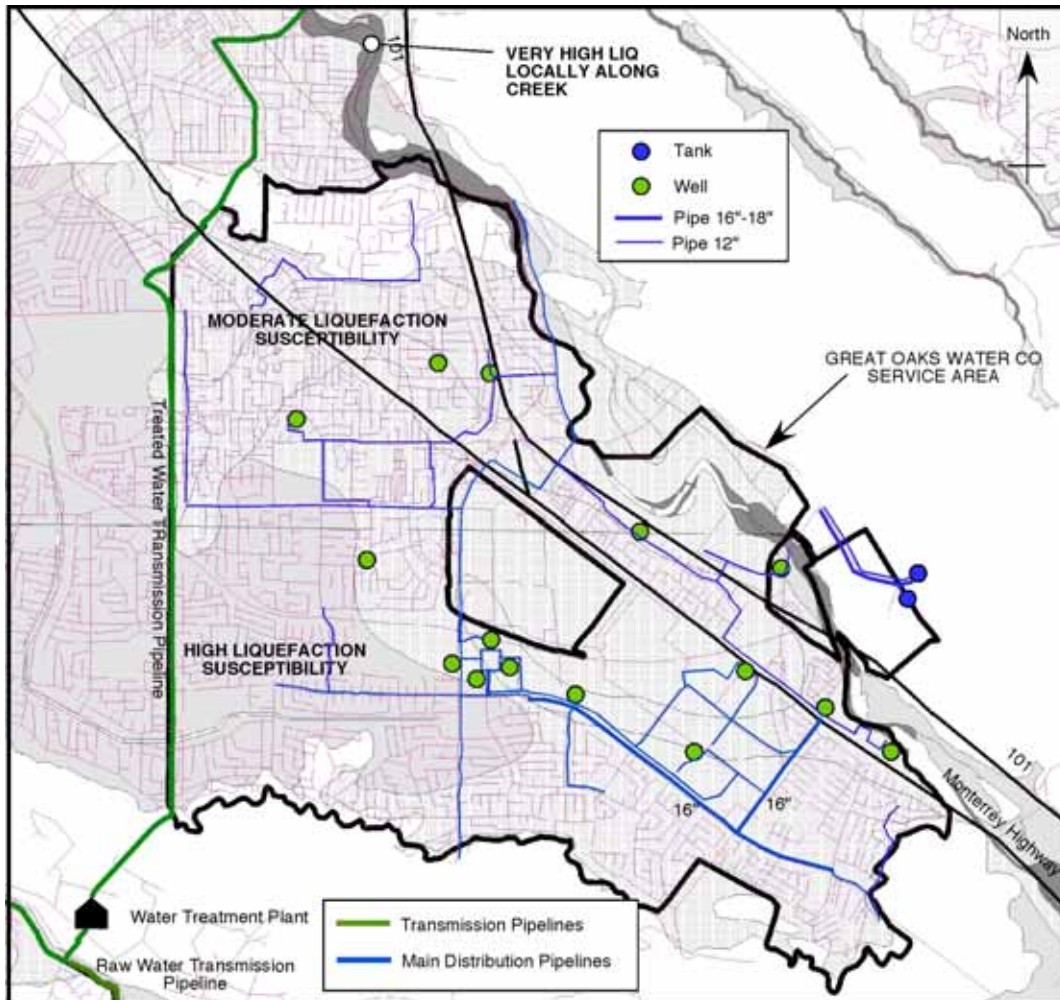 North
101
VERY HIGH LIQ
LOCALLY ALONG
CREEK
Tank
Well
Pipe 16"-18"
Pipe 12"
MODERATE LIQUEFACTION
SUSCEPTIBILITY
GREAT OAKS WATER CO
SERVICE AREA
Treated Water TRansmission Pipeline
HIGH LIQUEFACTION
SUSCEPTIBILITY
16"
16"
101
Monterrey Highway
Water Treatment Plant
Raw Water Transmission
Pipeline
Transmission Pipelines
Main Distribution Pipelines